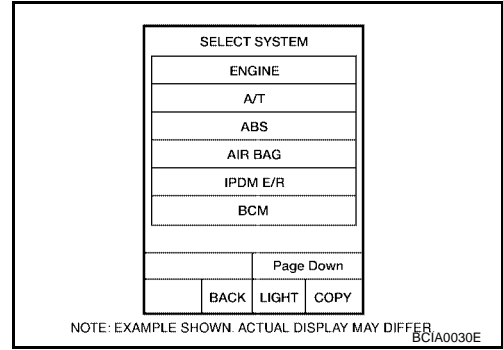 SELECT SYSTEM
ENGINE
A/T
ABS
AIR BAG
IPDM E/R
BCM
Page Down
BACK LIGHT COPY
NOTE: EXAMPLE SHOWN. ACTUAL DISPLAY MAY DIFFER.
BCIA0030E